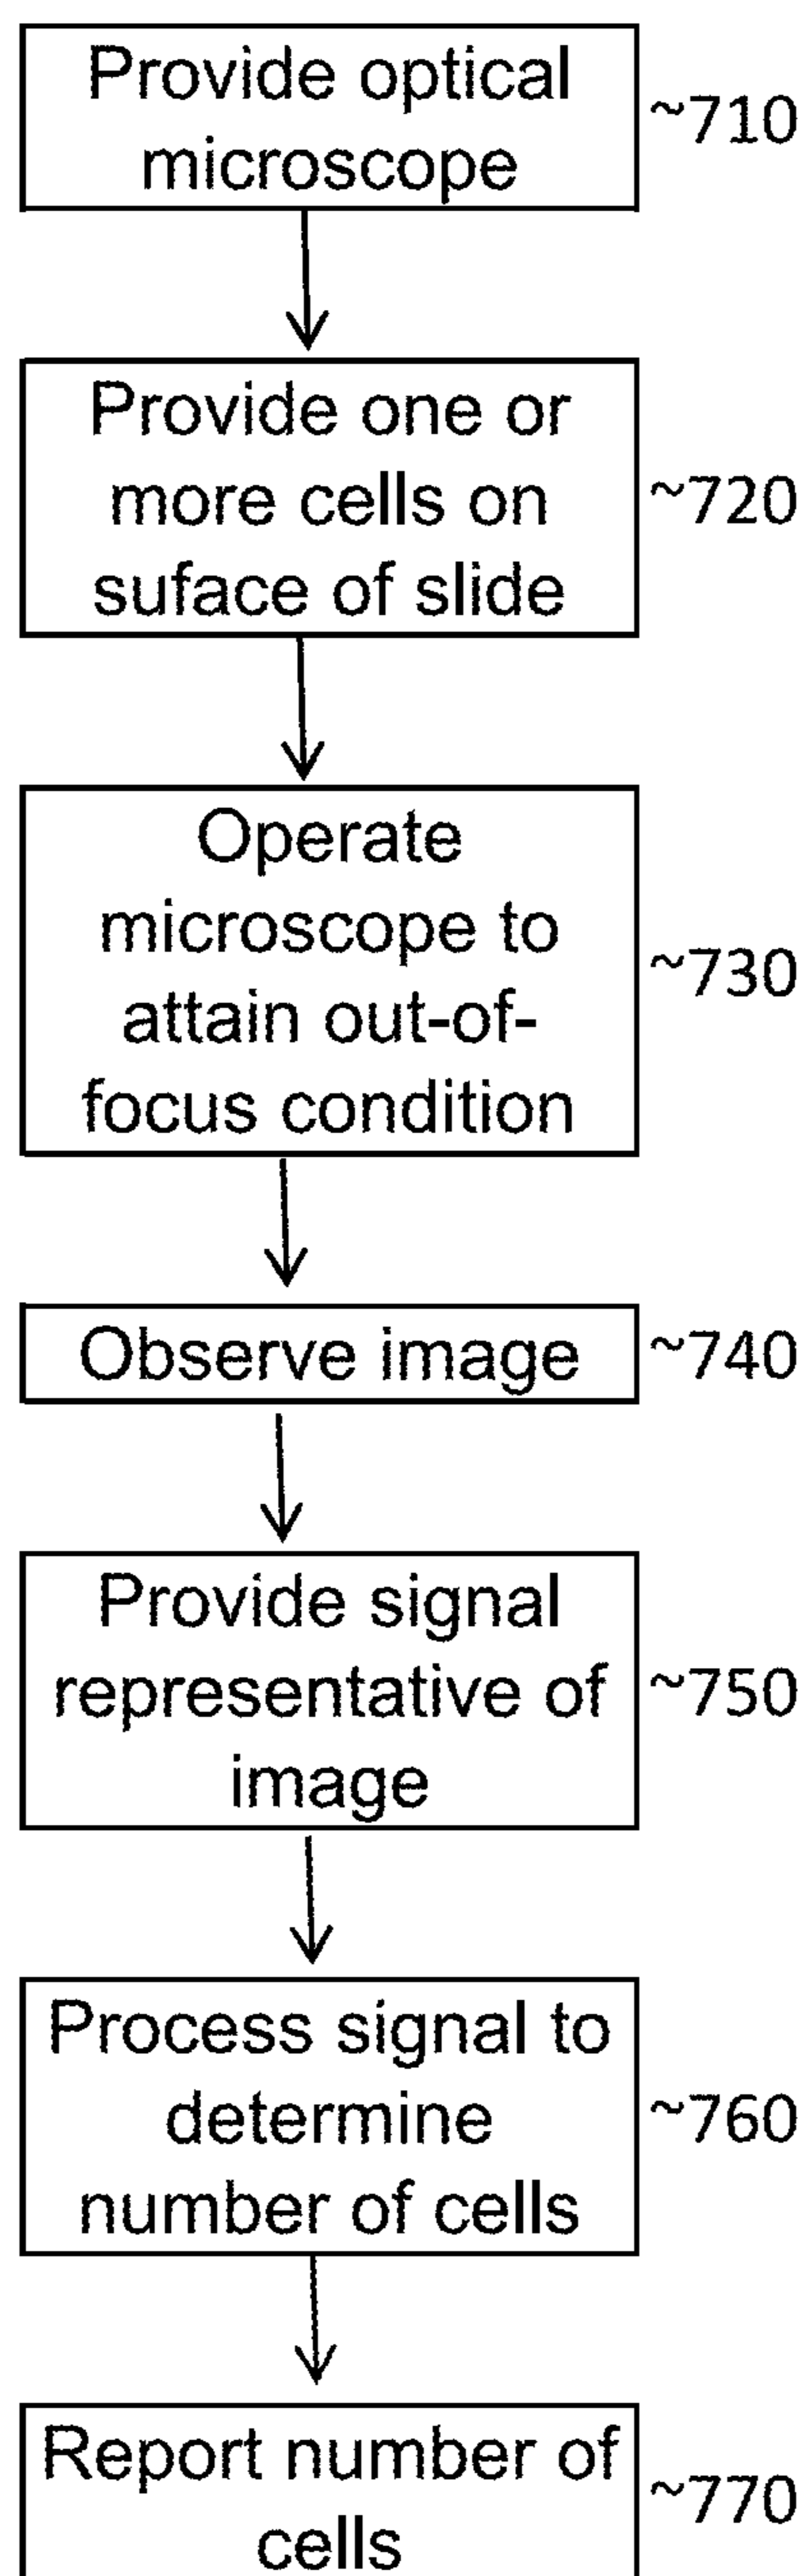 Provide optical
microscope
~710
Provide one or
more cells on
suface of slide
~720
Operate
microscope to
attain out-of-
focus condition
~730
Observe image
~740
Provide signal
representative of
image
~750
Process signal to
determine
number of cells
~760
Report number of
cells
~770